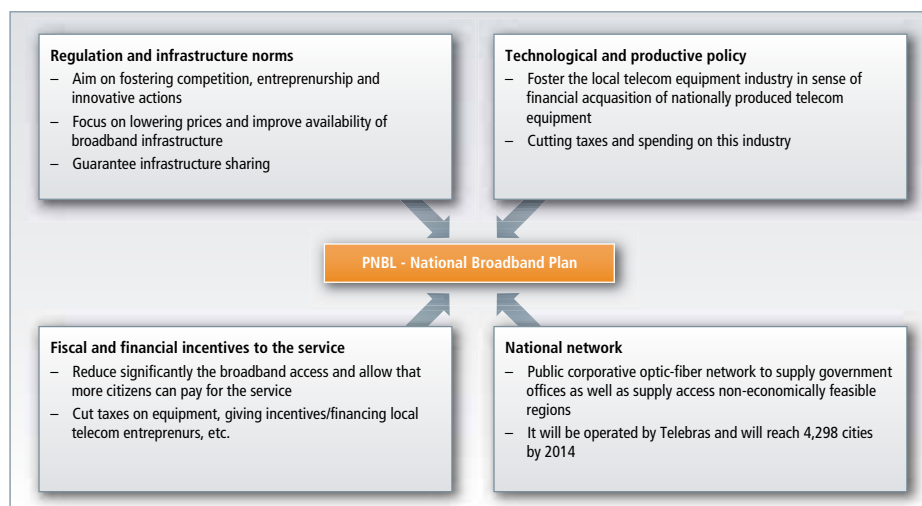 Regulation and infrastructure norms
– Aim on fostering competition, entreprenurship and
innovative actions
– Focus on lowering prices and improve availability of
broadband infrastructure
– Guarantee infrastructure sharing
Technological and productive policy
– Foster the local telecom equipment industry in sense of
financial acquasition of nationally produced telecom
equipment
– Cutting taxes and spending on this industry
PNBL - National Broadband Plan
Fiscal and financial incentives to the service
– Reduce significantly the broadband access and allow that
more citizens can pay for the service
– Cut taxes on equipment, giving incentives/financing local
telecom entreprenurs, etc.
National network
– Public corporative optic-fiber network to supply government
offices as well as supply access non-economically feasible
regions
– It will be operated by Telebras and will reach 4,298 cities
by 2014